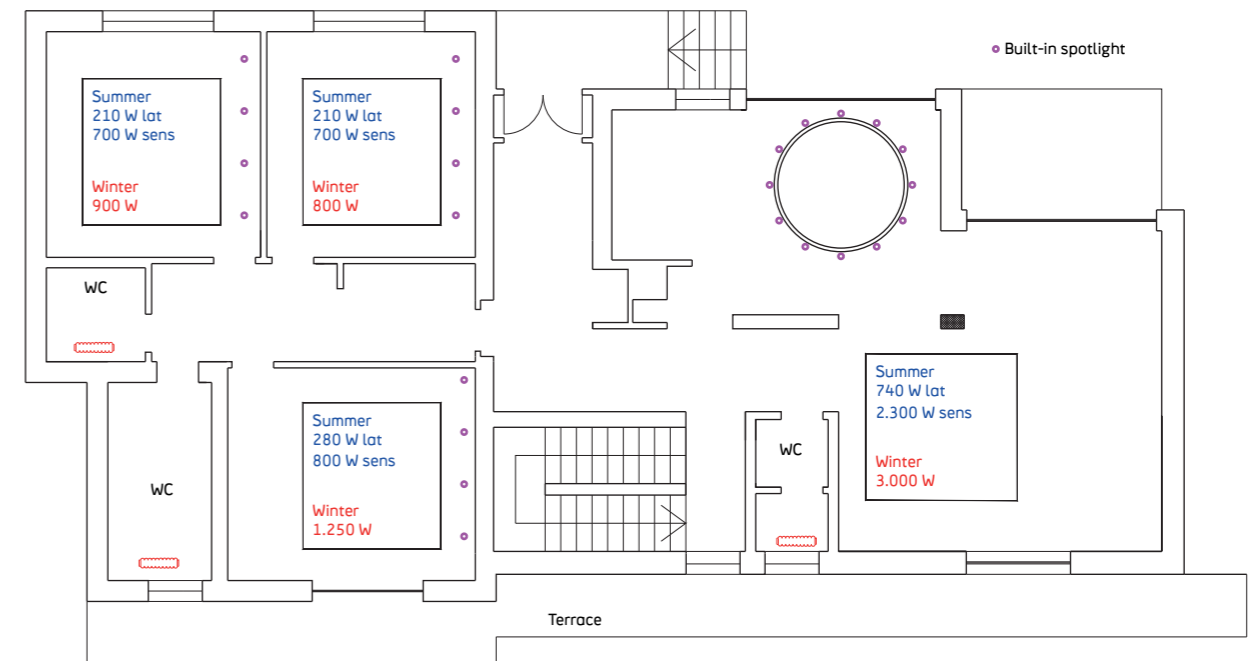 Built-in spotlight
Summer
210 W lat
700 W sens
Winter
900 W
Summer
210 W lat
700 W sens
Winter
800 W
WC
Summer
280 W lat
800 W sens
Winter
1.250 W
WC
WC
Summer
740 W lat
2.300 W sens
Winter
3.000 W
Terrace